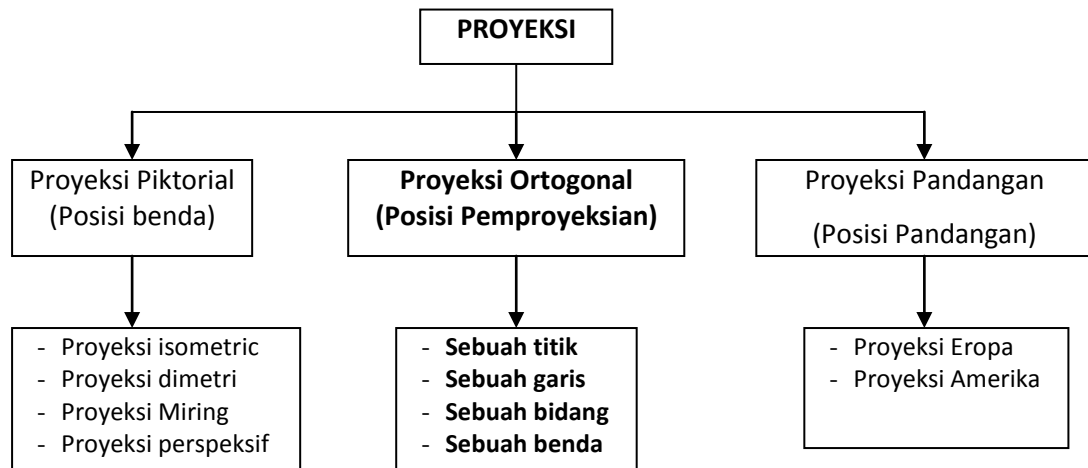 PROYEKSI
Proyeksi Piktorial
(Posisi benda)
Proyeksi Ortogonal
(Posisi Pemproyeksian)
Proyeksi Pandangan
(Posisi Pandangan)
- Proyeksi isometric
- Proyeksi dimetri
- Proyeksi Miring
- Proyeksi perspeksif
- Sebuah titik
- Sebuah garis
- Sebuah bidang
- Sebuah benda
- Proyeksi Eropa
- Proyeksi Amerika